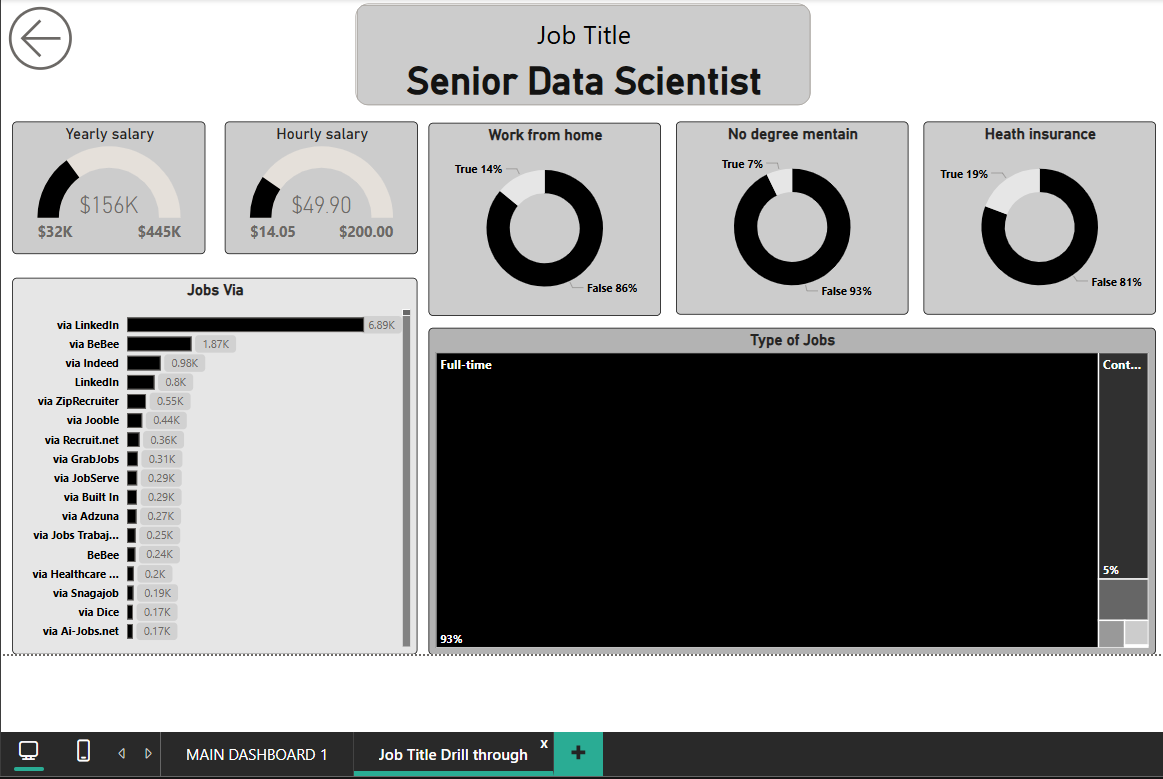 Job Title
Senior Data Scientist
Yearly salary
$156K
$32K
$445K
Hourly salary
$49.90
$14.05
$200.00
Work from home
True 14%
False 86%
No degree mentain
True 7%
False 93%
Heath insurance
True 19%
False 81%
Jobs Via
via LinkedIn 6.89K
via BeBee 1.87K
via Indeed 0.98K
LinkedIn 0.8K
via ZipRecruiter 0.55K
via Jooble 0.44K
via Recruit.net 0.36K
via GrabJobs 0.31K
via JobServe 0.29K
via Built In 0.29K
via Adzuna 0.27K
via Jobs Trabaj... 0.25K
BeBee 0.24K
via Healthcare ... 0.2K
via Snagajob 0.19K
via Dice 0.17K
via Ai-Jobs.net 0.17K
Type of Jobs
Full-time
93%
Cont...
5%
MAIN DASHBOARD 1
Job Title Drill through
x
+